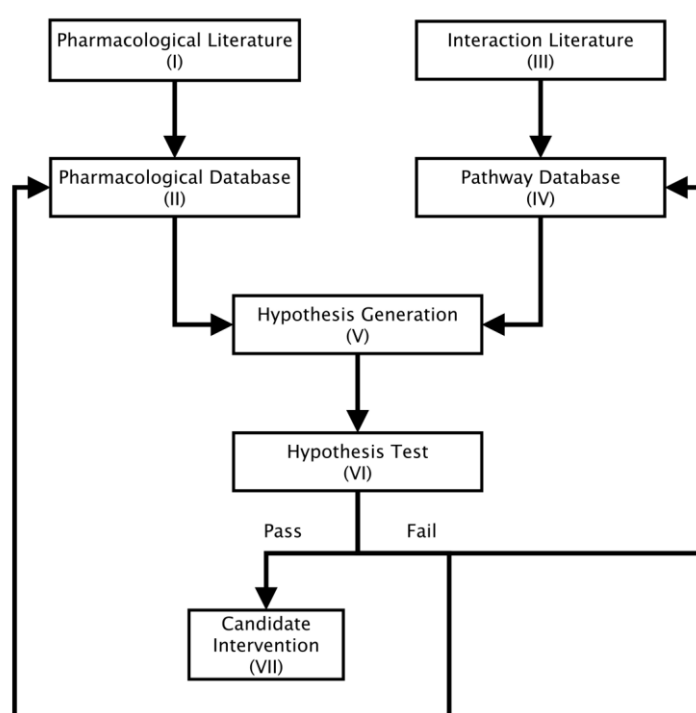 Pharmacological Literature
(I)
Interaction Literature
(III)
Pharmacological Database
(II)
Pathway Database
(IV)
Hypothesis Generation
(V)
Hypothesis Test
(VI)
Pass
Fail
Candidate
Intervention
(VII)